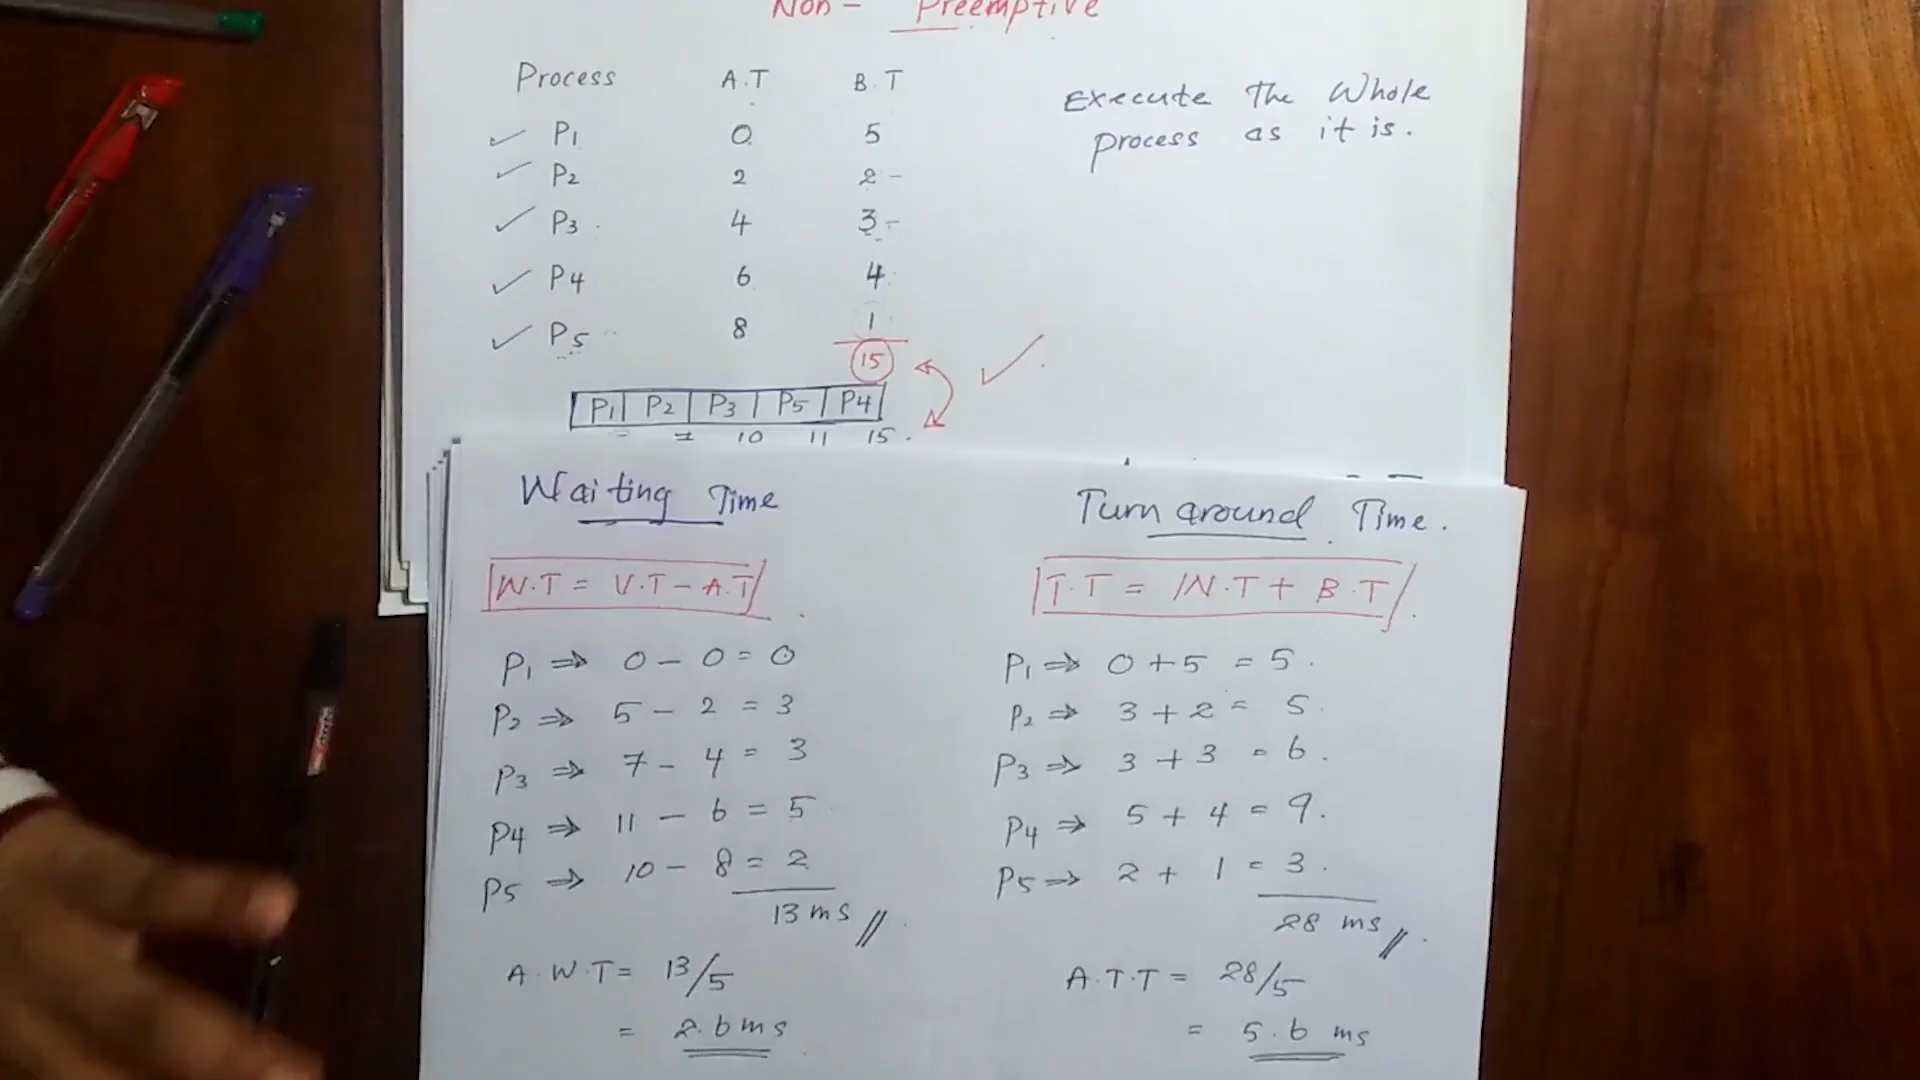 Non - Preemptive
Process A.T B.T
P1 0 5
P2 2 2
P3 4 3
P4 6 4
P5 8 1
15
Execute The Whole
process as it is.
P1 P2 P3 P5 P4
7 10 11 15
Waiting Time
W.T = V.T - A.T
P1 ⇒ 0 - 0 = 0
P2 ⇒ 5 - 2 = 3
P3 ⇒ 7 - 4 = 3
P4 ⇒ 11 - 6 = 5
P5 ⇒ 10 - 8 = 2
13 ms
A.W.T = 13/5
= 2.6 ms
Turn around Time.
T.T = W.T + B.T
P1 ⇒ 0 + 5 = 5.
P2 ⇒ 3 + 2 = 5.
P3 ⇒ 3 + 3 = 6.
P4 ⇒ 5 + 4 = 9.
P5 ⇒ 2 + 1 = 3.
28 ms
A.T.T = 28/5
= 5.6 ms